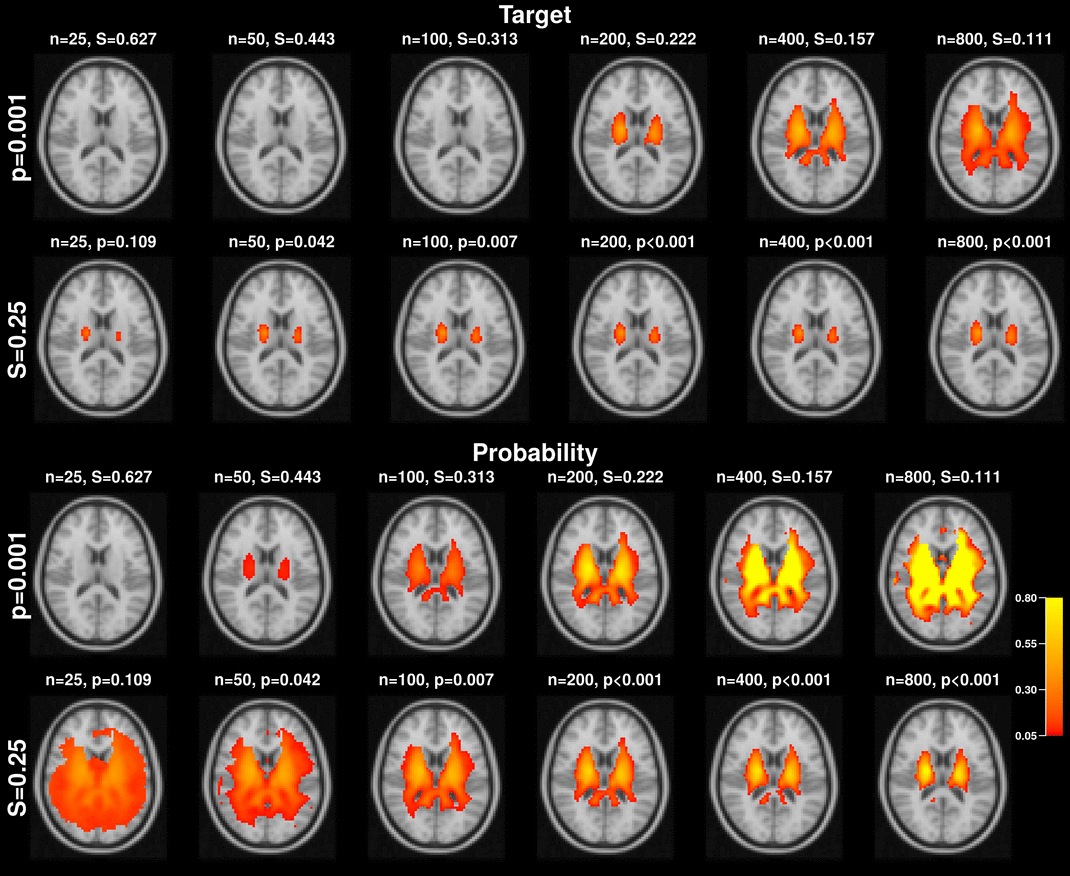 Target
n=25, S=0.627 n=50, S=0.443 n=100, S=0.313 n=200, S=0.222 n=400, S=0.157 n=800, S=0.111
p=0.001
n=25, p=0.109 n=50, p=0.042 n=100, p=0.007 n=200, p<0.001 n=400, p<0.001 n=800, p<0.001
S=0.25
Probability
n=25, S=0.627 n=50, S=0.443 n=100, S=0.313 n=200, S=0.222 n=400, S=0.157 n=800, S=0.111
p=0.001
0.80
0.55
0.30
0.05
n=25, p=0.109 n=50, p=0.042 n=100, p=0.007 n=200, p<0.001 n=400, p<0.001 n=800, p<0.001
S=0.25